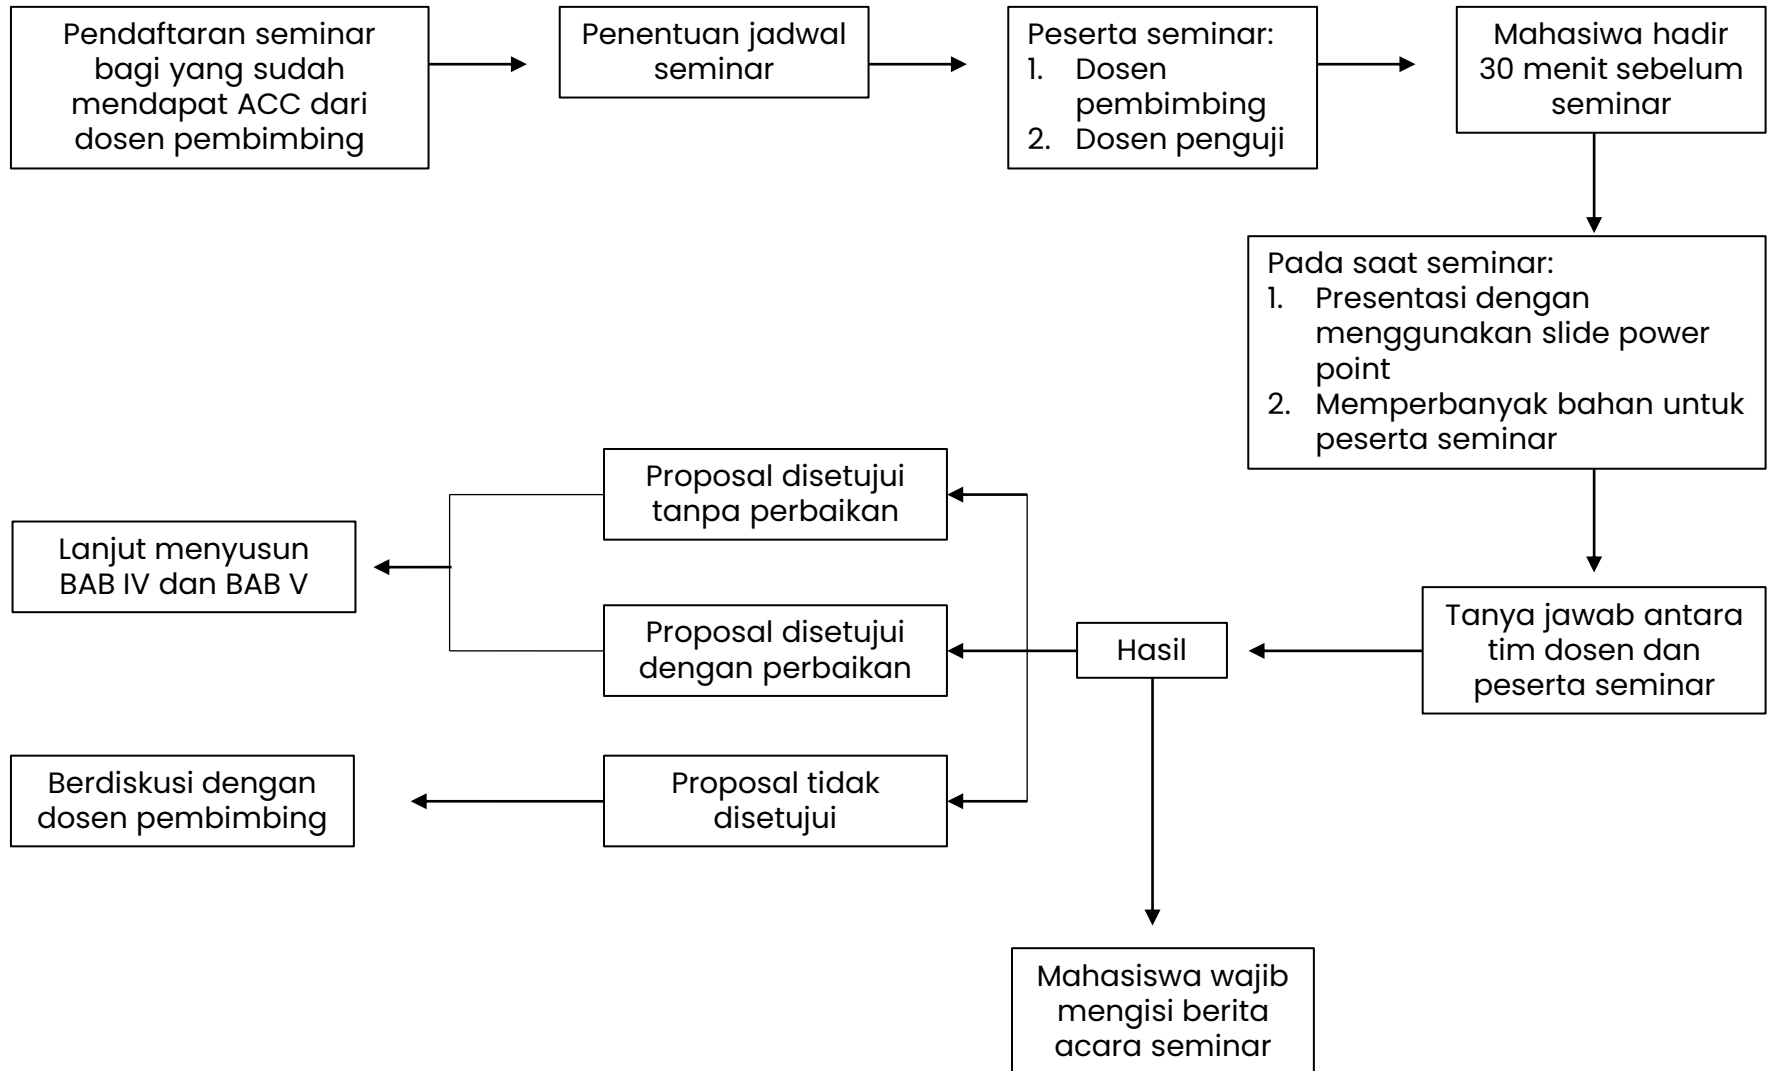 Pendaftaran seminar
bagi yang sudah
mendapat ACC dari
dosen pembimbing
Penentuan jadwal
seminar
Peserta seminar:
1. Dosen
pembimbing
2. Dosen penguji
Mahasiwa hadir
30 menit sebelum
seminar
Pada saat seminar:
1. Presentasi dengan
menggunakan slide power
point
2. Memperbanyak bahan untuk
peserta seminar
Tanya jawab antara
tim dosen dan
peserta seminar
Hasil
Proposal disetujui
tanpa perbaikan
Proposal disetujui
dengan perbaikan
Proposal tidak
disetujui
Lanjut menyusun
BAB IV dan BAB V
Berdiskusi dengan
dosen pembimbing
Mahasiswa wajib
mengisi berita
acara seminar